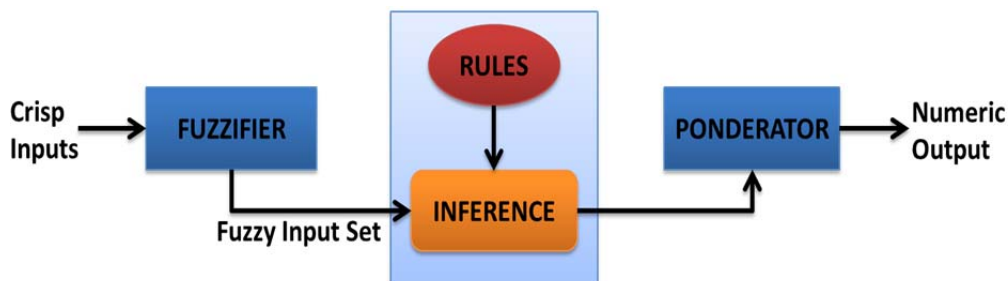 Crisp
Inputs
FUZZIFIER
Fuzzy Input Set
RULES
INFERENCE
PONDERATOR
Numeric
Output